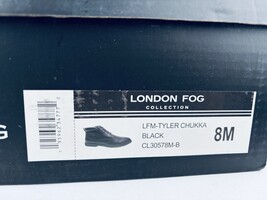 G
LONDON FOG
COLLECTION
LFM-TYLER CHUKKA
BLACK
CL30578M-B
8M